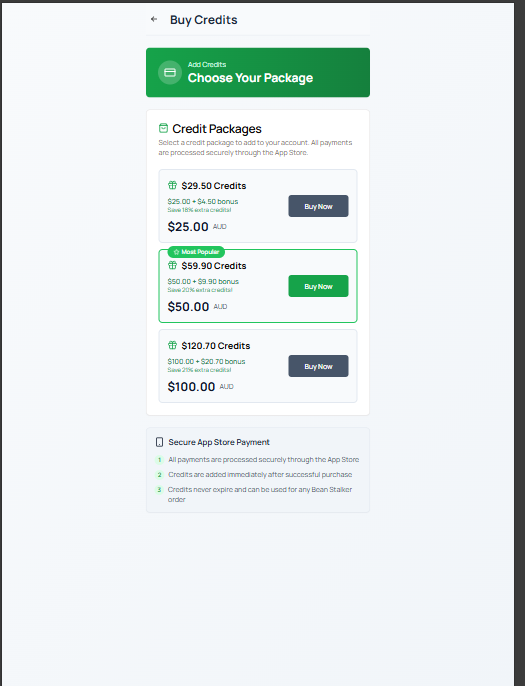 Buy Credits
Add Credits
Choose Your Package
Credit Packages
Select a credit package to add to your account. All payments
are processed securely through the App Store.
$29.50 Credits
$25.00 + $4.50 bonus
Save 18% extra credits!
$25.00 AUD
Buy Now
Most Popular
$59.90 Credits
$50.00 + $9.90 bonus
Save 20% extra credits!
$50.00 AUD
Buy Now
$120.70 Credits
$100.00 + $20.70 bonus
Save 21% extra credits!
$100.00 AUD
Buy Now
Secure App Store Payment
1 All payments are processed securely through the App Store
2 Credits are added immediately after successful purchase
3 Credits never expire and can be used for any Bean Stalker
order